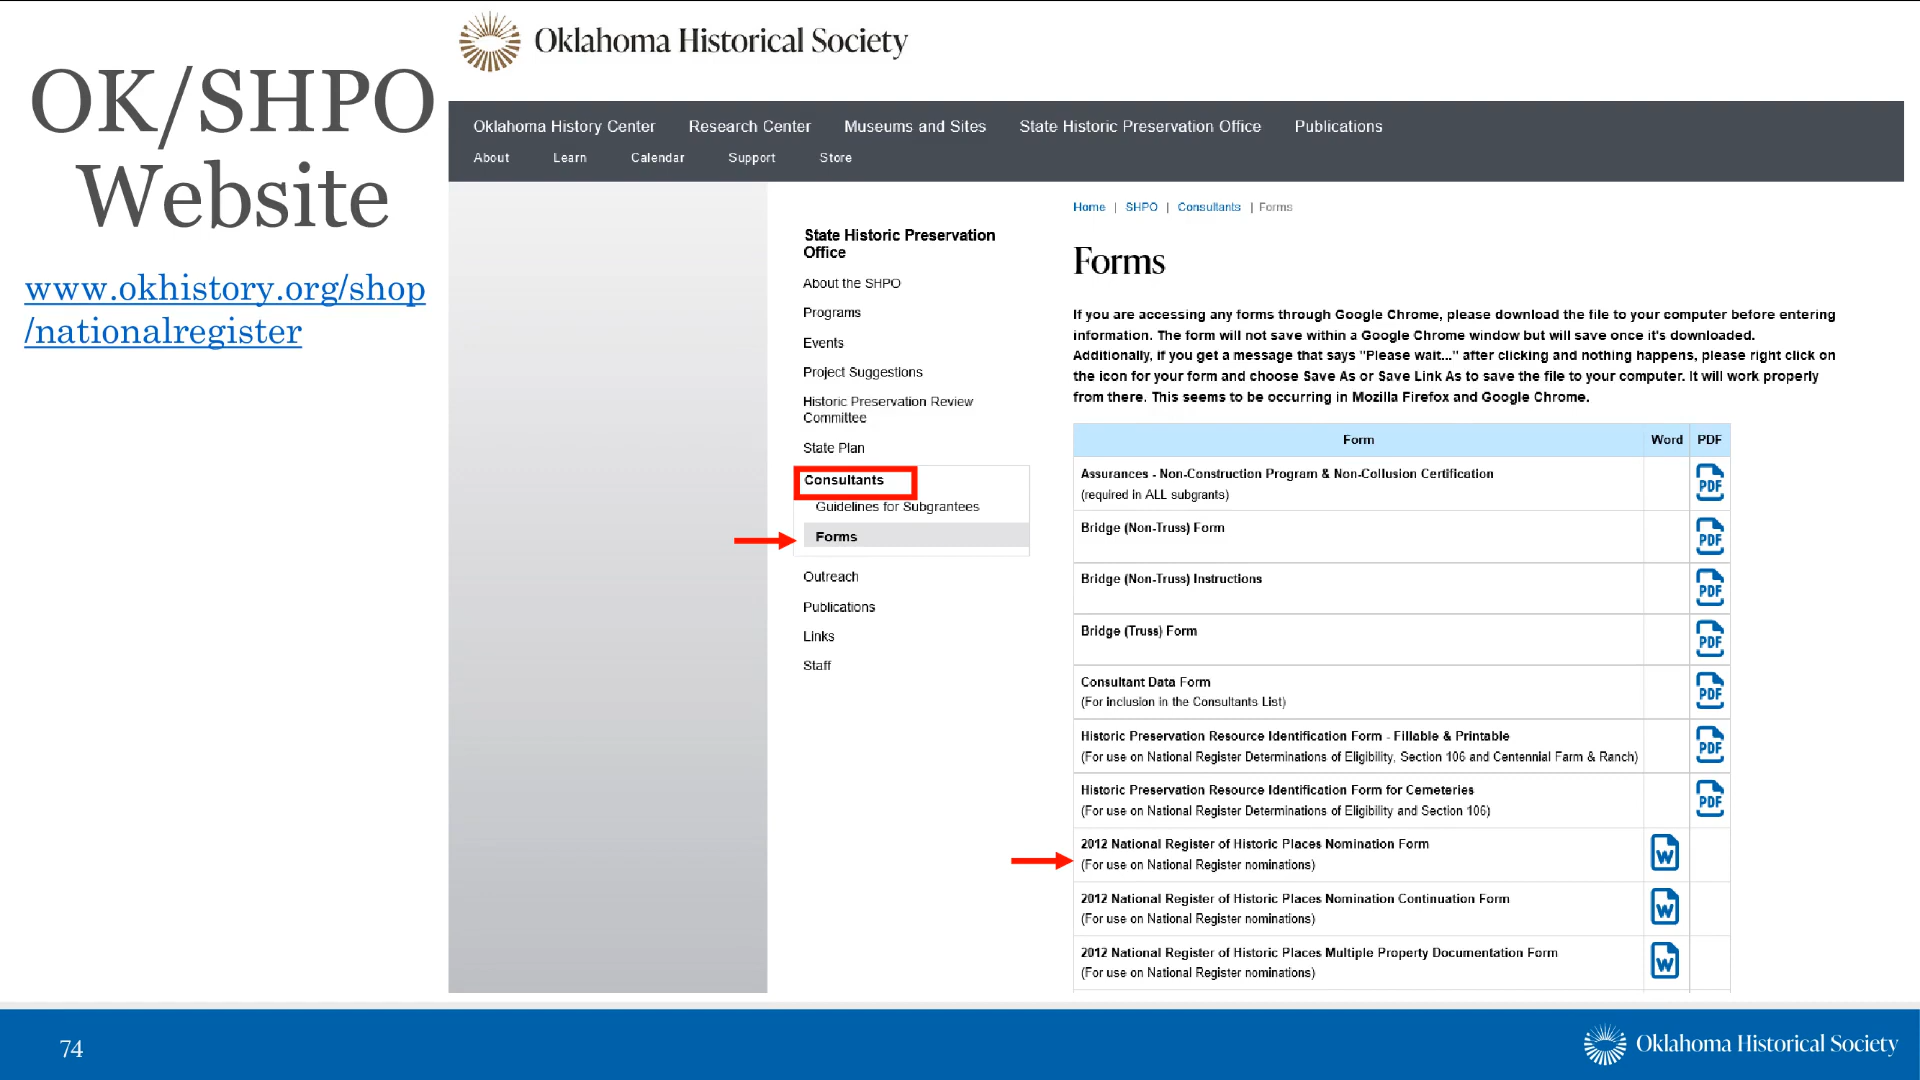 OK/SHPO
Website
www.okhistory.org/shop
/nationalregister
Oklahoma Historical Society
Oklahoma History Center Research Center Museums and Sites State Historic Preservation Office Publications
About Learn Calendar Support Store
State Historic Preservation
Office
About the SHPO
Programs
Events
Project Suggestions
Historic Preservation Review
Committee
State Plan
Consultants
Guidelines for Subgrantees
Forms
Outreach
Publications
Links
Staff
Home | SHPO | Consultants | Forms
Forms
If you are accessing any forms through Google Chrome, please download the file to your computer before entering
information. The form will not save within a Google Chrome window but will save once it's downloaded.
Additionally, if you get a message that says "Please wait..." after clicking and nothing happens, please right click on
the icon for your form and choose Save As or Save Link As to save the file to your computer. It will work properly
from there. This seems to be occurring in Mozilla Firefox and Google Chrome.
Form Word PDF
Assurances - Non-Construction Program & Non-Collusion Certification
(required in ALL subgrants)
PDF
Bridge (Non-Truss) Form
PDF
Bridge (Non-Truss) Instructions
PDF
Bridge (Truss) Form
PDF
Consultant Data Form
(For inclusion in the Consultants List)
PDF
Historic Preservation Resource Identification Form - Fillable & Printable
(For use on National Register Determinations of Eligibility, Section 106 and Centennial Farm & Ranch)
PDF
Historic Preservation Resource Identification Form for Cemeteries
(For use on National Register Determinations of Eligibility and Section 106)
PDF
2012 National Register of Historic Places Nomination Form
(For use on National Register nominations)
W
2012 National Register of Historic Places Nomination Continuation Form
(For use on National Register nominations)
W
2012 National Register of Historic Places Multiple Property Documentation Form
(For use on National Register nominations)
W
74
Oklahoma Historical Society